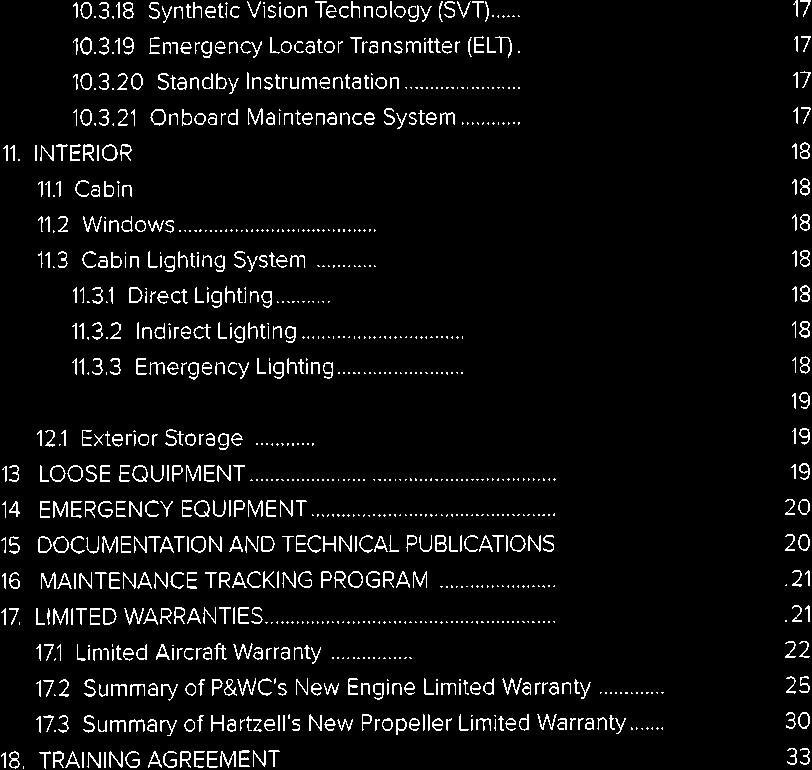 10.3.18 Synthetic Vision Technology (SVT)...... 17
10.3.19 Emergency Locator Transmitter (ELT). 17
10.3.20 Standby Instrumentation....................... 17
10.3.21 Onboard Maintenance System............ 17
11. INTERIOR 18
11.1 Cabin 18
11.2 Windows....................................... 18
11.3 Cabin Lighting System ............ 18
11.3.1 Direct Lighting........... 18
11.3.2 Indirect Lighting................................ 18
11.3.3 Emergency Lighting......................... 18
19
12.1 Exterior Storage ............ 19
13 LOOSE EQUIPMENT............................................................ 19
14 EMERGENCY EQUIPMENT................................................ 20
15 DOCUMENTATION AND TECHNICAL PUBLICATIONS 20
16 MAINTENANCE TRACKING PROGRAM ....................... .21
17. LIMITED WARRANTIES......................................................... .21
17.1 Limited Aircraft Warranty ................ 22
17.2 Summary of P&WC's New Engine Limited Warranty ............. 25
17.3 Summary of Hartzell's New Propeller Limited Warranty....... 30
18. TRAINING AGREEMENT 33